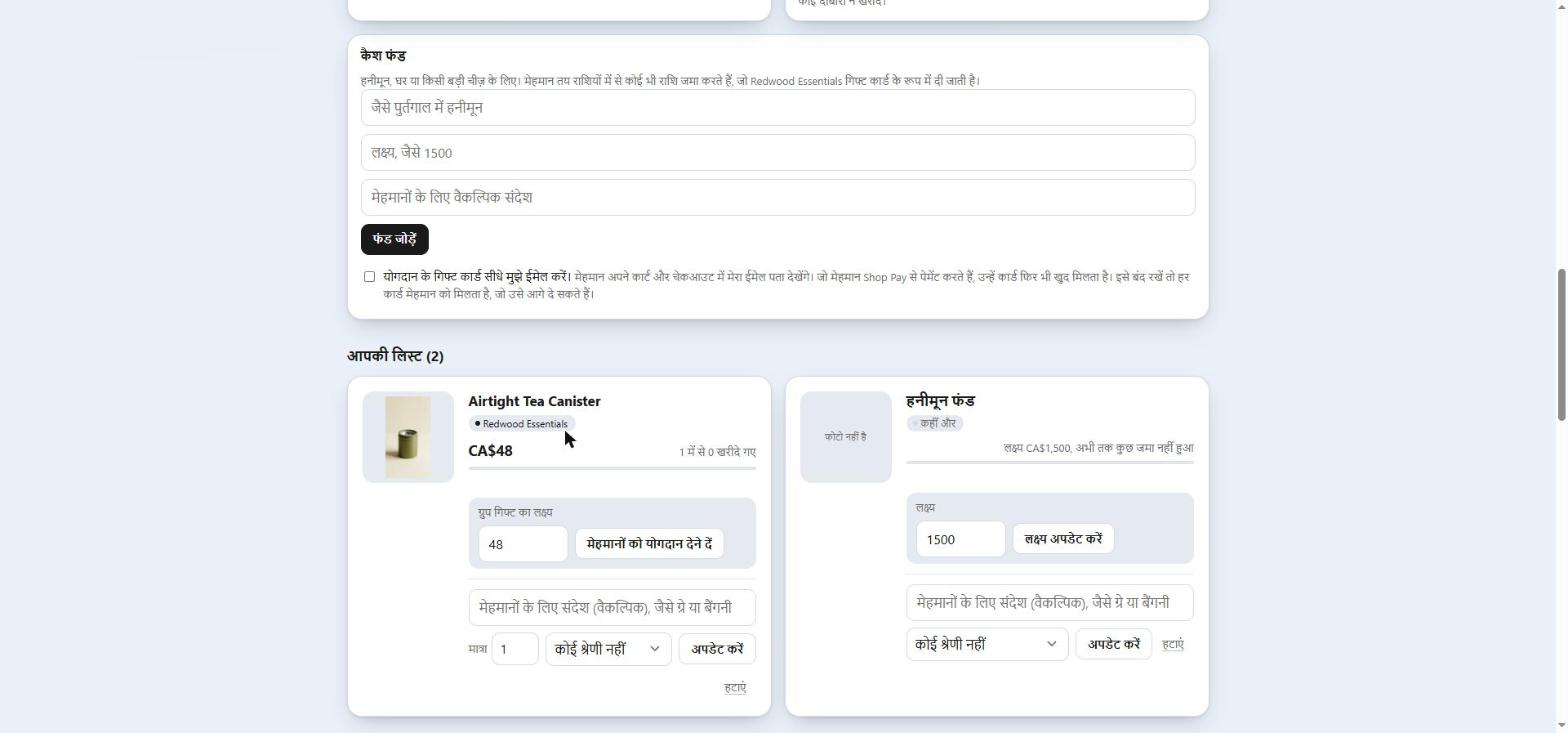 कोई दोबारा न खरीदे।
कैश फंड
हनीमून, घर या किसी बड़ी चीज़ के लिए। मेहमान तय राशियों में से कोई भी राशि जमा करते हैं, जो Redwood Essentials गिफ्ट कार्ड के रूप में दी जाती है।
जैसे पुर्तगाल में हनीमून
लक्ष्य, जैसे 1500
मेहमानों के लिए वैकल्पिक संदेश
फंड जोड़ें
योगदान के गिफ्ट कार्ड सीधे मुझे ईमेल करें। मेहमान अपने कार्ट और चेकआउट में मेरा ईमेल पता देखेंगे। जो मेहमान Shop Pay से पेमेंट करते हैं, उन्हें कार्ड फिर भी खुद मिलता है। इसे बंद रखें तो हर
कार्ड मेहमान को मिलता है, जो उसे आगे दे सकते हैं।
आपकी लिस्ट (2)
Airtight Tea Canister
Redwood Essentials
CA$48
1 में से 0 खरीदे गए
ग्रुप गिफ्ट का लक्ष्य
48
मेहमानों को योगदान देने दें
मेहमानों के लिए संदेश (वैकल्पिक), जैसे ग्रे या बैंगनी
मात्रा
1
कोई श्रेणी नहीं
अपडेट करें
हटाएं
फोटो नहीं है
हनीमून फंड
कहीं और
लक्ष्य CA$1,500, अभी तक कुछ जमा नहीं हुआ
लक्ष्य
1500
लक्ष्य अपडेट करें
मेहमानों के लिए संदेश (वैकल्पिक), जैसे ग्रे या बैंगनी
कोई श्रेणी नहीं
अपडेट करें
हटाएं